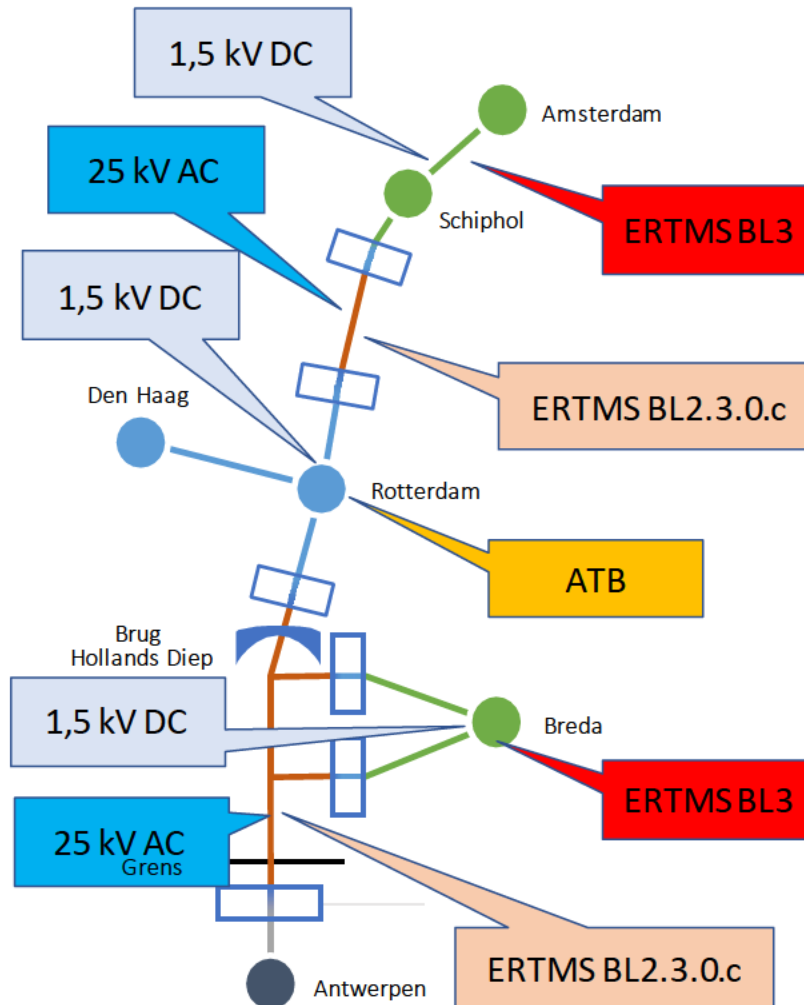 1,5 kV DC
Amsterdam
25 kV AC
Schiphol
ERTMS BL3
1,5 kV DC
Den Haag
ERTMS BL2.3.0.c
Rotterdam
ATB
Brug
Hollands Diep
1,5 kV DC
Breda
ERTMS BL3
25 kV AC
Grens
ERTMS BL2.3.0.c
Antwerpen